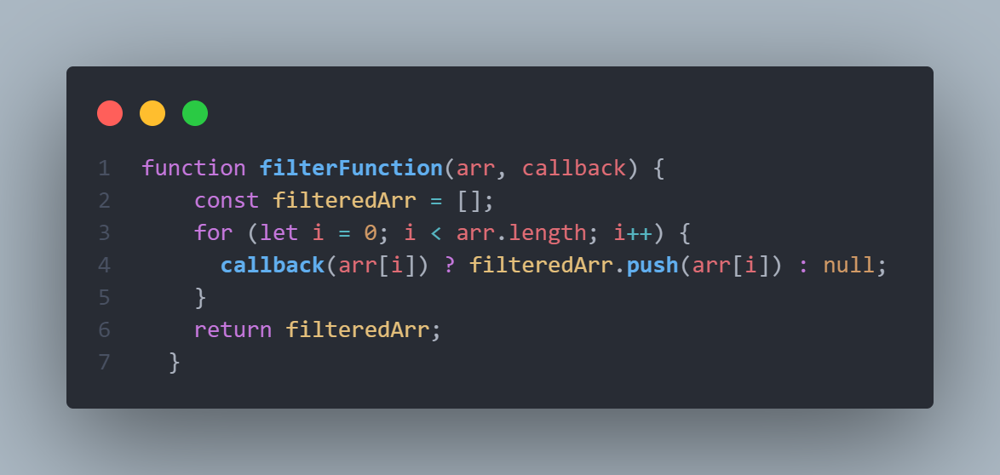 1 function filterFunction(arr, callback) {
2 const filteredArr = [];
3 for (let i = 0; i < arr.length; i++) {
4 callback(arr[i]) ? filteredArr.push(arr[i]) : null;
5 }
6 return filteredArr;
7 }